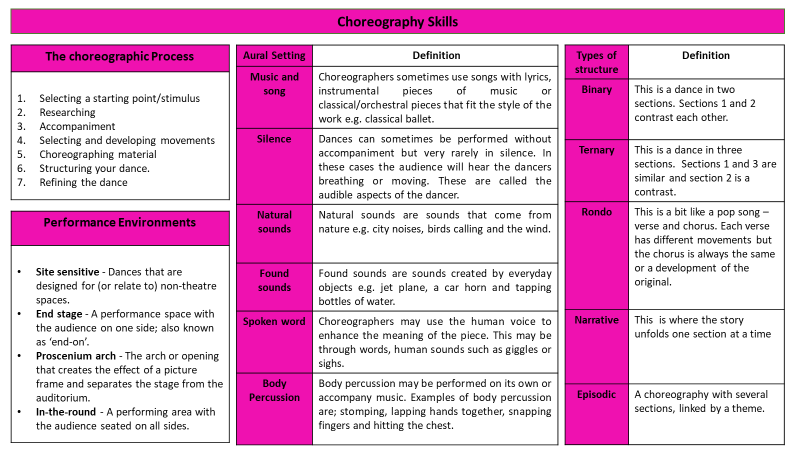 Choreography Skills
The choreographic Process
1. Selecting a starting point/stimulus
2. Researching
3. Accompaniment
4. Selecting and developing movements
5. Choreographing material
6. Structuring your dance.
7. Refining the dance
Performance Environments
• Site sensitive - Dances that are
designed for (or relate to) non-theatre
spaces.
• End stage - A performance space with
the audience on one side; also known
as ‘end-on’.
• Proscenium arch - The arch or opening
that creates the effect of a picture
frame and separates the stage from the
auditorium.
• In-the-round - A performing area with
the audience seated on all sides.
Aural Setting Definition
Music and
song
Choreographers sometimes use songs with lyrics,
instrumental pieces of music or
classical/orchestral pieces that fit the style of the
work e.g. classical ballet.
Silence
Dances can sometimes be performed without
accompaniment but very rarely in silence. In
these cases the audience will hear the dancers
breathing or moving. These are called the
audible aspects of the dancer.
Natural
sounds
Natural sounds are sounds that come from
nature e.g. city noises, birds calling and the wind.
Found
sounds
Found sounds are sounds created by everyday
objects e.g. jet plane, a car horn and tapping
bottles of water.
Spoken word
Choreographers may use the human voice to
enhance the meaning of the piece. This may be
through words, human sounds such as giggles or
sighs.
Body
Percussion
Body percussion may be performed on its own or
accompany music. Examples of body percussion
are; stomping, lapping hands together, snapping
fingers and hitting the chest.
Types of
structure
Definition
Binary
This is a dance in two
sections. Sections 1 and 2
contrast each other.
Ternary
This is a dance in three
sections. Sections 1 and 3 are
similar and section 2 is a
contrast.
Rondo
This is a bit like a pop song –
verse and chorus. Each verse
has different movements but
the chorus is always the same
or a development of the
original.
Narrative
This is where the story
unfolds one section at a time
Episodic
A choreography with several
sections, linked by a theme.